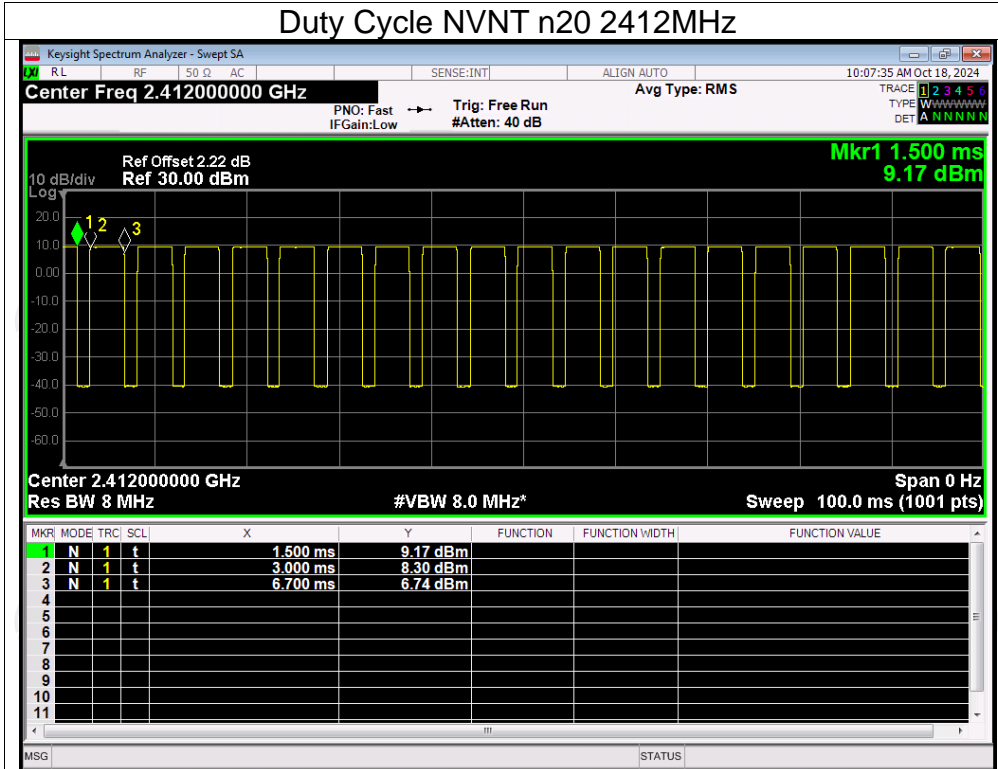 Duty Cycle NVNT n20 2412MHz
Keysight Spectrum Analyzer - Swept SA
LXI RL RF 50 Ω AC SENSE:INT ALIGN AUTO 10:07:35 AM Oct 18, 2024
Center Freq 2.412000000 GHz Avg Type: RMS TRACE 1 2 3 4 5 6
PNO: Fast Trig: Free Run TYPE WWWWWW
IFGain:Low #Atten: 40 dB DET A N N N N N
Mkr1 1.500 ms
Ref Offset 2.22 dB
10 dB/div Ref 30.00 dBm 9.17 dBm
Log
20.0
1 2 3
10.0
0.00
-10.0
-20.0
-30.0
-40.0
-50.0
-60.0
Center 2.412000000 GHz Span 0 Hz
Res BW 8 MHz #VBW 8.0 MHz* Sweep 100.0 ms (1001 pts)
MKR MODE TRC SCL X Y FUNCTION FUNCTION WIDTH FUNCTION VALUE
1 N 1 t 1.500 ms 9.17 dBm
2 N 1 t 3.000 ms 8.30 dBm
3 N 1 t 6.700 ms 6.74 dBm
4
5
6
7
8
9
10
11
MSG STATUS